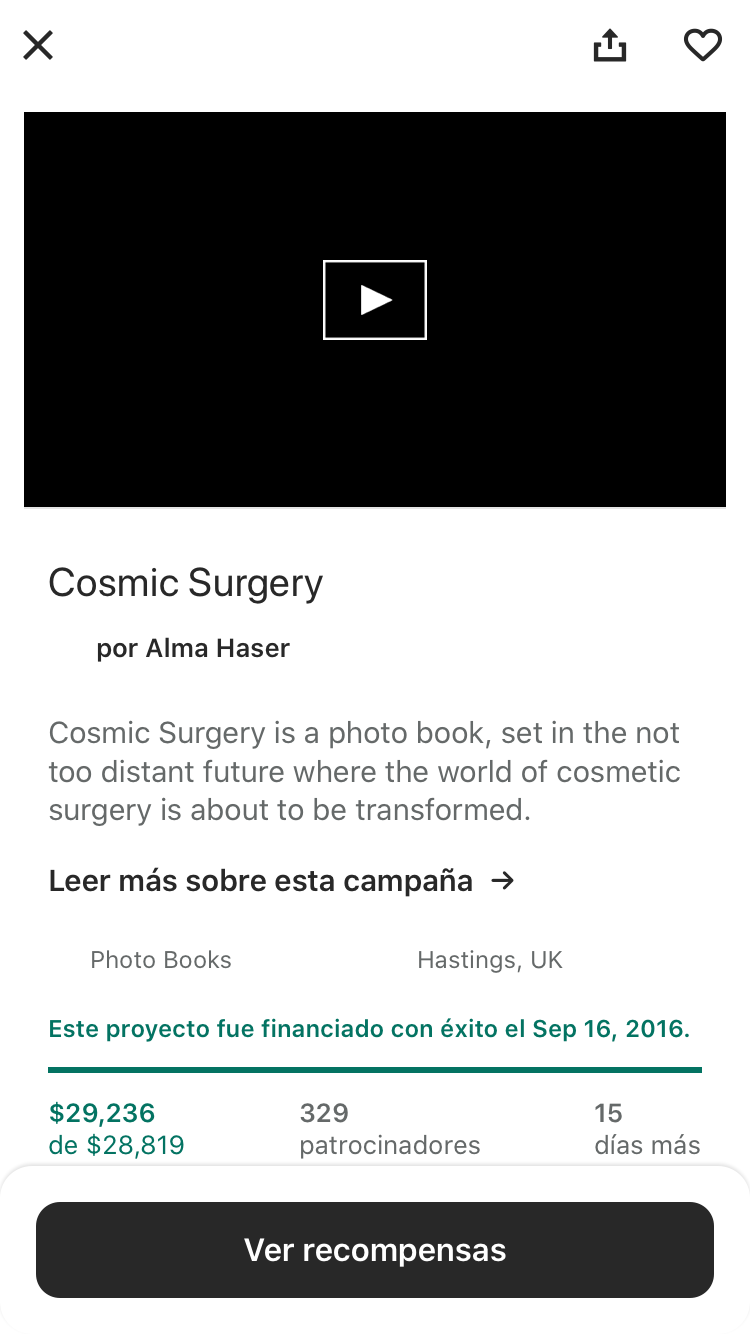 Cosmic Surgery
por Alma Haser
Cosmic Surgery is a photo book, set in the not
too distant future where the world of cosmetic
surgery is about to be transformed.
Leer más sobre esta campaña →
Photo Books
Hastings, UK
Este proyecto fue financiado con éxito el Sep 16, 2016.
$29,236
de $28,819
329
patrocinadores
15
días más
Ver recompensas